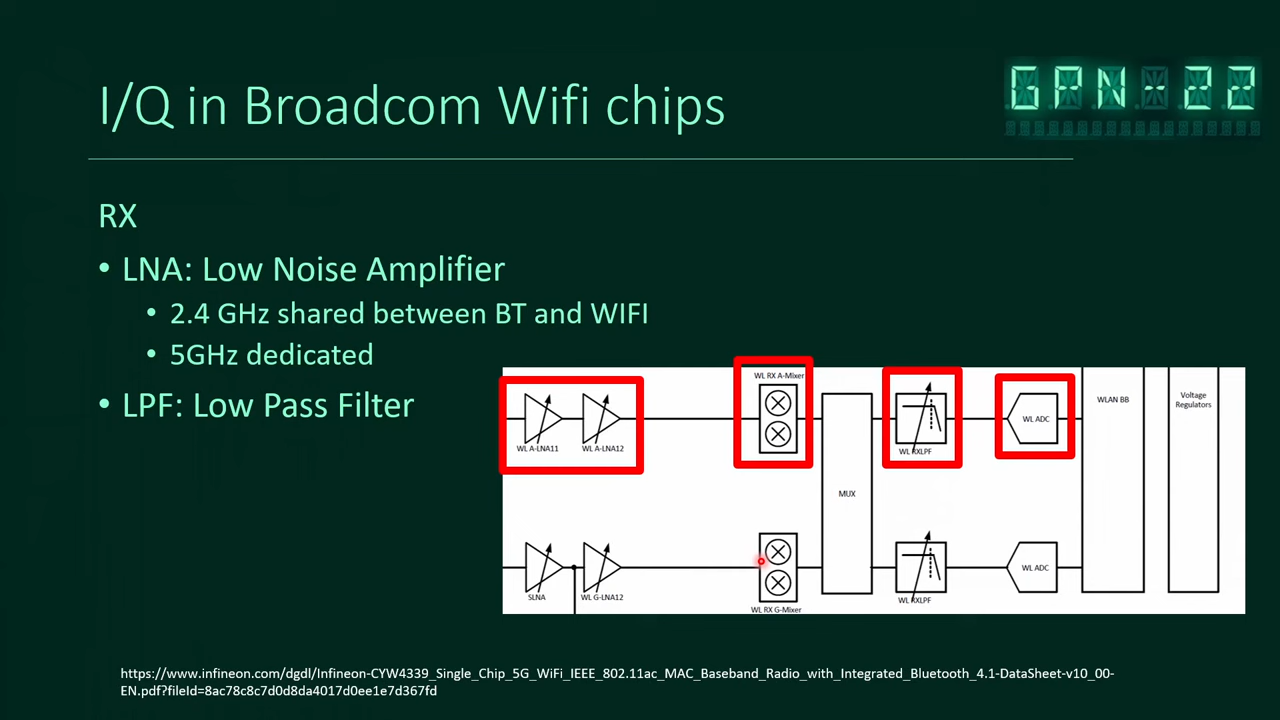 GPN-22
I/Q in Broadcom Wifi chips
RX
• LNA: Low Noise Amplifier
• 2.4 GHz shared between BT and WIFI
• 5GHz dedicated
• LPF: Low Pass Filter
WL RX A-Mixer
WL A-LNA11
WL A-LNA12
WL RXLPF
WL ADC
WLAN BB
Voltage
Regulators
MUX
SLNA
WL G-LNA12
WL RX G-Mixer
WL RXLPF
WL ADC
https://www.infineon.com/dgdl/Infineon-CYW4339_Single_Chip_5G_WiFi_IEEE_802.11ac_MAC_Baseband_Radio_with_Integrated_Bluetooth_4.1-DataSheet-v10_00-
EN.pdf?fileId=8ac78c8c7d0d8da4017d0ee1e7d367fd